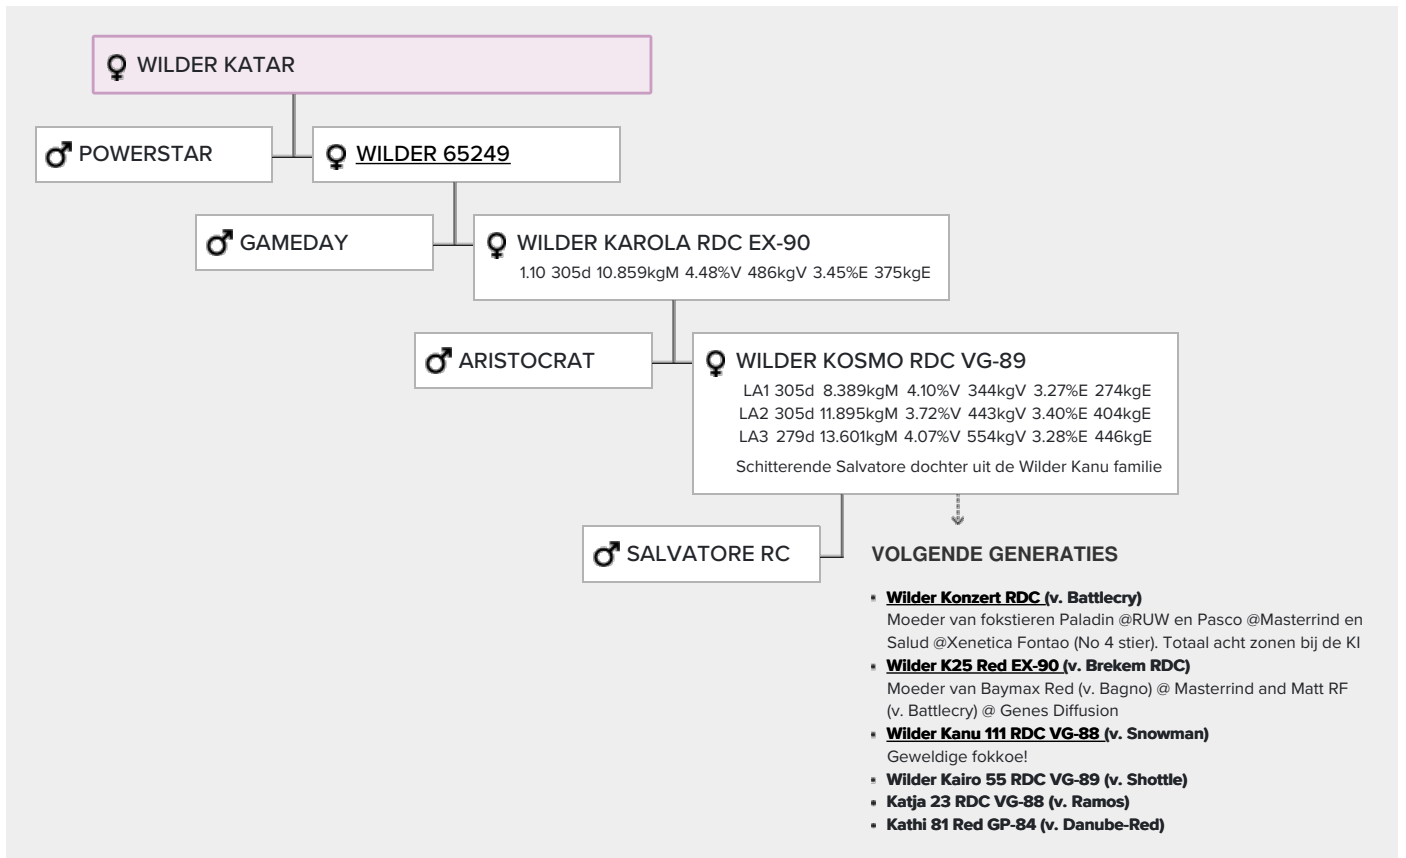 WILDER KATAR
POWERSTAR
WILDER 65249
GAMEDAY
WILDER KAROLA RDC EX-90
1.10 305d 10.859kgM 4.48%V 486kgV 3.45%E 375kgE
ARISTOCRAT
WILDER KOSMO RDC VG-89
LA1 305d 8.389kgM 4.10%V 344kgV 3.27%E 274kgE
LA2 305d 11.895kgM 3.72%V 443kgV 3.40%E 404kgE
LA3 279d 13.601kgM 4.07%V 554kgV 3.28%E 446kgE
Schitterende Salvatore dochter uit de Wilder Kanu familie
SALVATORE RC
VOLGENDE GENERATIES
Wilder Konzert RDC (v. Battlecry)
Moeder van fokstieren Paladin @RUW en Pasco @Masterrind en
Salud @Xenetica Fontao (No 4 stier). Totaal acht zonen bij de KI
Wilder K25 Red EX-90 (v. Brekem RDC)
Moeder van Baymax Red (v. Bagno) @ Masterrind and Matt RF
(v. Battlecry) @ Genes Diffusion
Wilder Kanu 111 RDC VG-88 (v. Snowman)
Geweldige fokkoe!
Wilder Kairo 55 RDC VG-89 (v. Shottle)
Katja 23 RDC VG-88 (v. Ramos)
Kathi 81 Red GP-84 (v. Danube-Red)